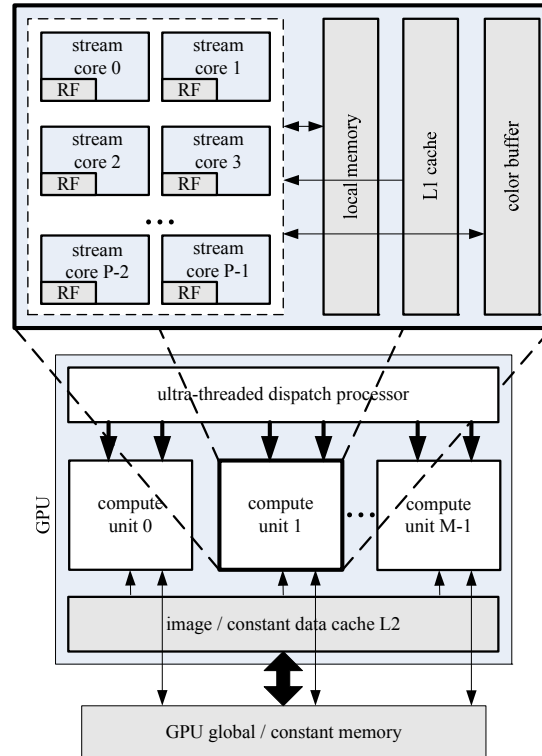 stream
core 0
RF
stream
core 1
RF
stream
core 2
RF
stream
core 3
RF
...
stream
core P-2
RF
stream
core P-1
RF
local memory
L1 cache
color buffer
GPU
ultra-threaded dispatch processor
compute
unit 0
compute
unit 1
...
compute
unit M-1
image / constant data cache L2
GPU global / constant memory